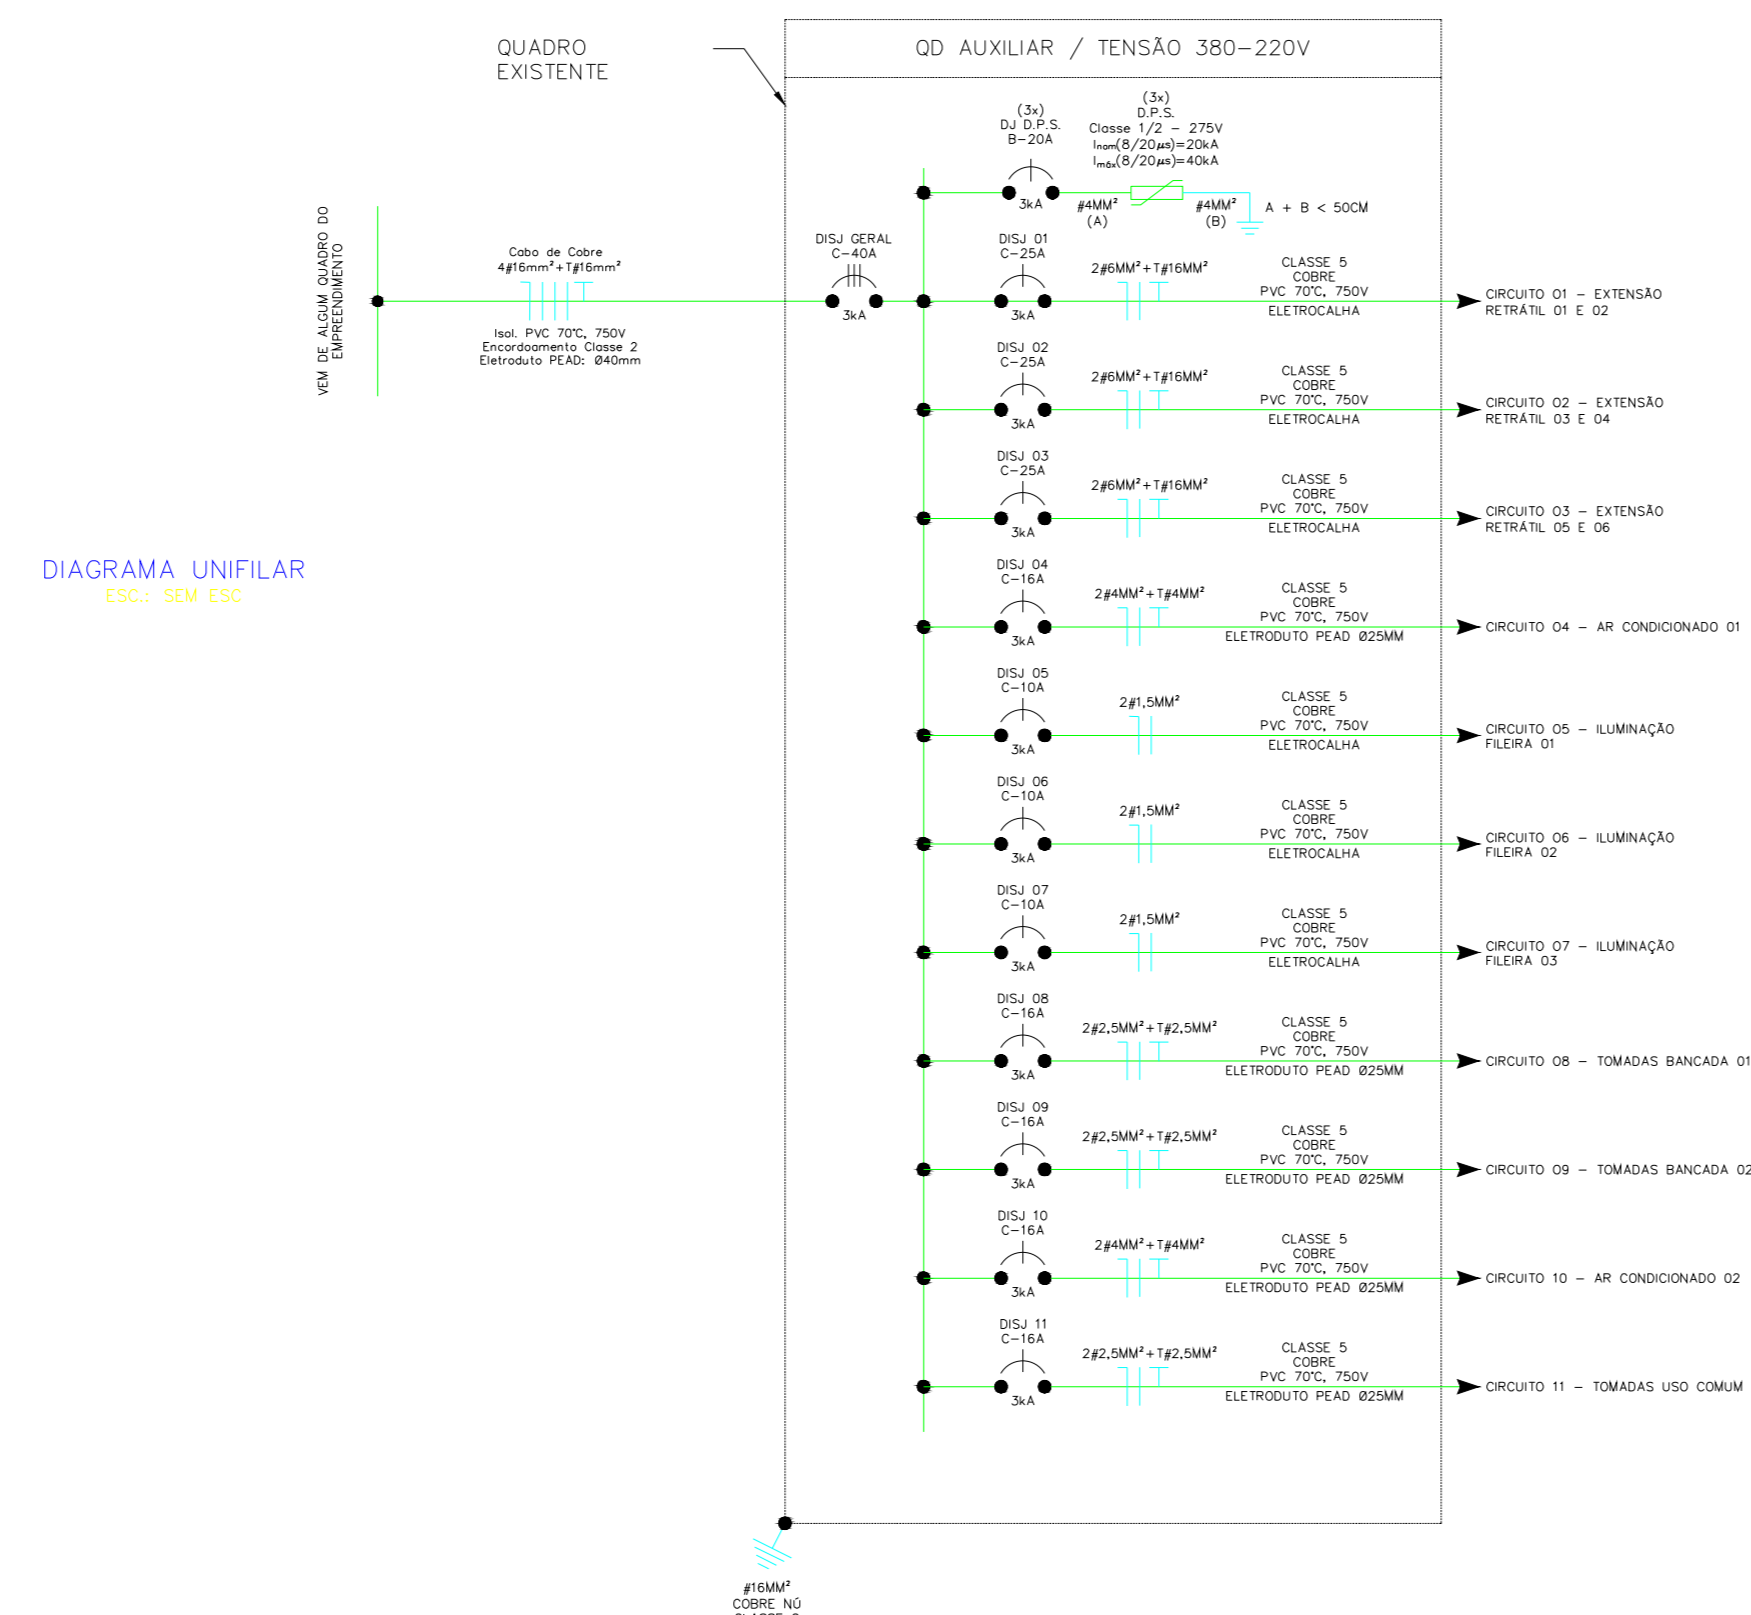 QUADRO
EXISTENTE
QD AUXILIAR / TENSÃO 380-220V
(3x)
DJ D.P.S.
B-20A
3kA
(3x)
D.P.S.
Classe 1/2 - 275V
Inom(8/20µs)=20kA
Imáx(8/20µs)=40kA
#4MM²
(A)
#4MM²
(B)
A + B < 50CM
VEM DE ALGUM QUADRO DO
EMPREENDIMENTO
Cabo de Cobre
4#16mm²+T#16mm²
Isol. PVC 70°C, 750V
Encordoamento Classe 2
Eletroduto PEAD: Ø40mm
DISJ GERAL
C-40A
3kA
DISJ 01
C-25A
3kA
2#6MM²+T#16MM²
CLASSE 5
COBRE
PVC 70°C, 750V
ELETROCALHA
CIRCUITO 01 - EXTENSÃO
RETRÁTIL 01 E 02
DISJ 02
C-25A
3kA
2#6MM²+T#16MM²
CLASSE 5
COBRE
PVC 70°C, 750V
ELETROCALHA
CIRCUITO 02 - EXTENSÃO
RETRÁTIL 03 E 04
DISJ 03
C-25A
3kA
2#6MM²+T#16MM²
CLASSE 5
COBRE
PVC 70°C, 750V
ELETROCALHA
CIRCUITO 03 - EXTENSÃO
RETRÁTIL 05 E 06
DIAGRAMA UNIFILAR
ESC.: SEM ESC
DISJ 04
C-16A
3kA
2#4MM²+T#4MM²
CLASSE 5
COBRE
PVC 70°C, 750V
ELETRODUTO PEAD Ø25MM
CIRCUITO 04 - AR CONDICIONADO 01
DISJ 05
C-10A
3kA
2#1,5MM²
CLASSE 5
COBRE
PVC 70°C, 750V
ELETROCALHA
CIRCUITO 05 - ILUMINAÇÃO
FILEIRA 01
DISJ 06
C-10A
3kA
2#1,5MM²
CLASSE 5
COBRE
PVC 70°C, 750V
ELETROCALHA
CIRCUITO 06 - ILUMINAÇÃO
FILEIRA 02
DISJ 07
C-10A
3kA
2#1,5MM²
CLASSE 5
COBRE
PVC 70°C, 750V
ELETROCALHA
CIRCUITO 07 - ILUMINAÇÃO
FILEIRA 03
DISJ 08
C-16A
3kA
2#2,5MM²+T#2,5MM²
CLASSE 5
COBRE
PVC 70°C, 750V
ELETRODUTO PEAD Ø25MM
CIRCUITO 08 - TOMADAS BANCADA 01
DISJ 09
C-16A
3kA
2#2,5MM²+T#2,5MM²
CLASSE 5
COBRE
PVC 70°C, 750V
ELETRODUTO PEAD Ø25MM
CIRCUITO 09 - TOMADAS BANCADA 02
DISJ 10
C-16A
3kA
2#4MM²+T#4MM²
CLASSE 5
COBRE
PVC 70°C, 750V
ELETRODUTO PEAD Ø25MM
CIRCUITO 10 - AR CONDICIONADO 02
DISJ 11
C-16A
3kA
2#2,5MM²+T#2,5MM²
CLASSE 5
COBRE
PVC 70°C, 750V
ELETRODUTO PEAD Ø25MM
CIRCUITO 11 - TOMADAS USO COMUM
#16MM²
COBRE NÚ